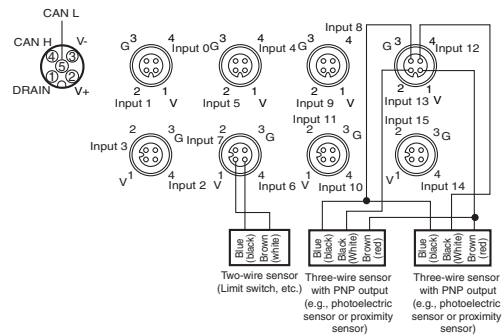 CAN L
CAN H
V-
4
3
5
1
2
DRAIN
V+
3
4
G
Input 0
2
1
Input 1
V
3
4
G
Input 4
2
1
Input 5
V
Input 8
3
4
G
2
1
Input 9
V
G
3
4
Input 12
2
1
Input 13
V
Input 3
2
3
G
V
1
4
Input 2
Input 7
2
3
G
V
1
4
Input 6
Input 11
2
3
G
V
1
4
Input 10
Input 15
2
3
G
V
1
4
Input 14
Blue (black)
Brown (white)
Blue (black)
Black (White)
Brown (red)
Blue (black)
Black (White)
Brown (red)
Two-wire sensor
(Limit switch, etc.)
Three-wire sensor
with PNP output
(e.g., photoelectric
sensor or proximity
sensor)
Three-wire sensor
with PNP output
(e.g., photoelectric
sensor or proximity
sensor)